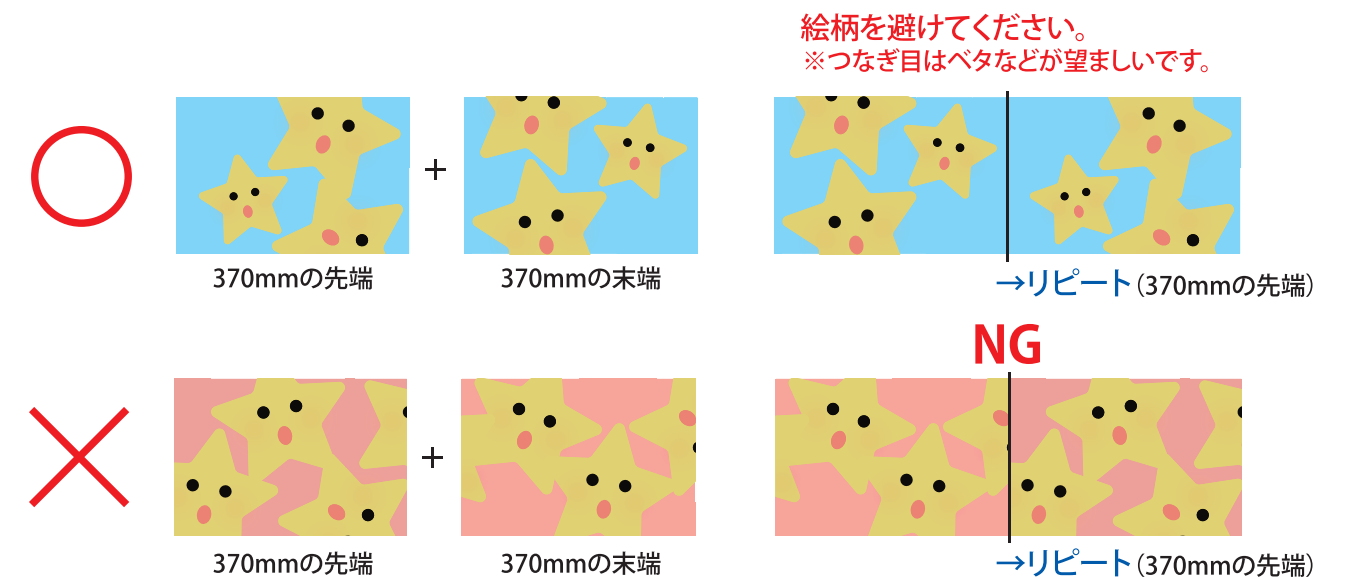 絵柄を避けてください。
※つなぎ目はベタなどが望ましいです。
+
370mmの先端
370mmの末端
→リピート(370mmの先端)
NG
+
370mmの先端
370mmの末端
→リピート(370mmの先端)